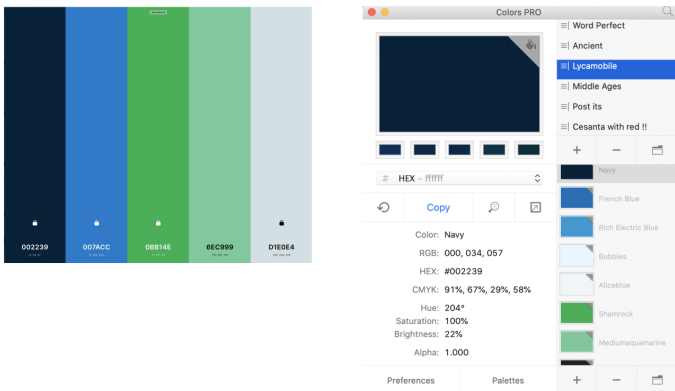 002239
007ACC
0BB14E
6EC999
D1E0E4
Colors PRO
Word Perfect
Ancient
Lycamobile
Middle Ages
Post its
Cesanta with red !!
+ −
# HEX – ffffff
Copy
Color: Navy
RGB: 000, 034, 057
HEX: #002239
CMYK: 91%, 67%, 29%, 58%
Hue: 204°
Saturation: 100%
Brightness: 22%
Alpha: 1.000
Preferences
Palettes
Navy
French Blue
Rich Electric Blue
Bubbles
Aliceblue
Shamrock
Mediumaquamarine
+ −